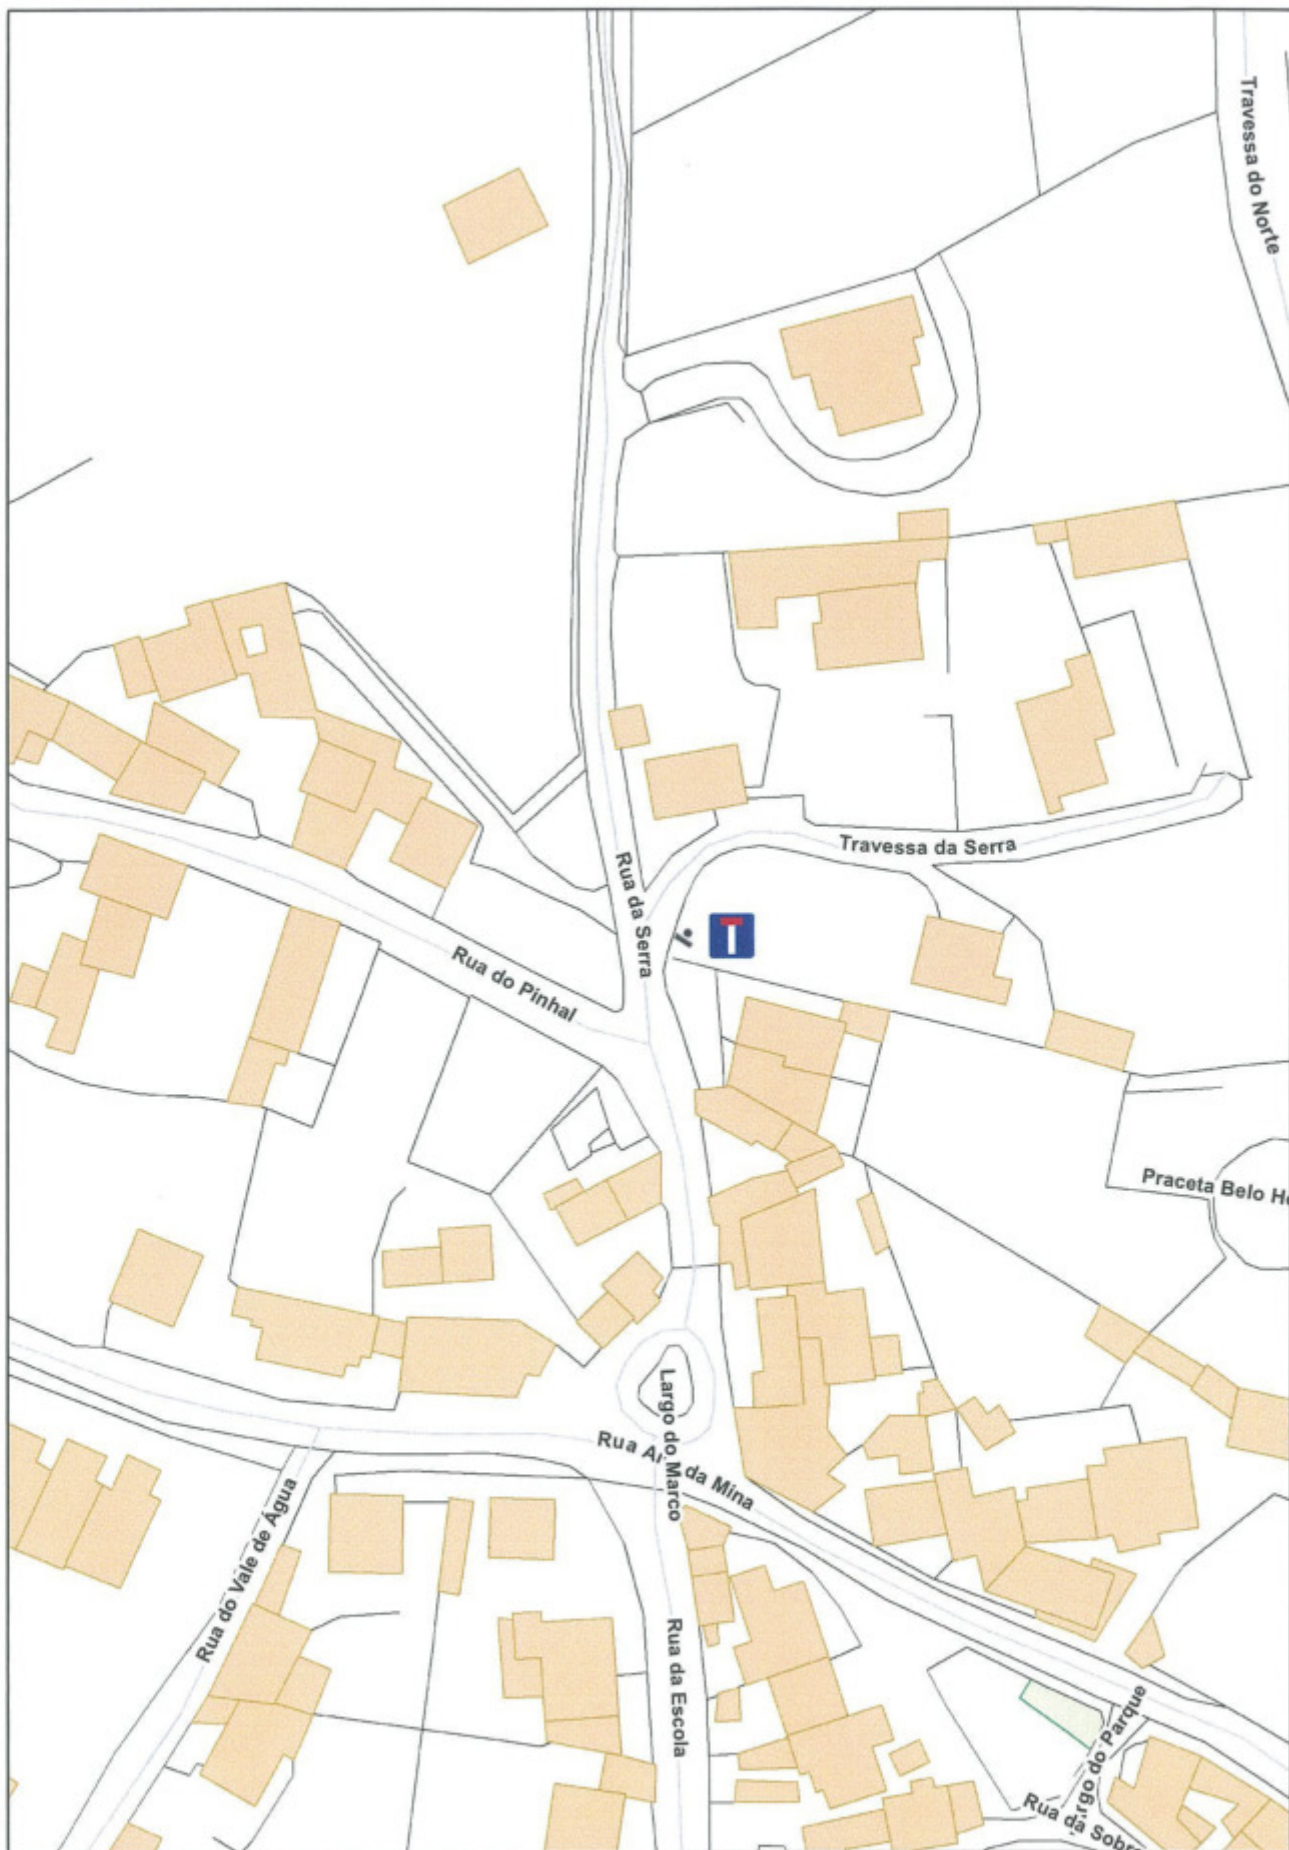 Travessa do Norte
Travessa da Serra
Rua da Serra
Rua do Pinhal
Praceta Belo
Largo do Marco
Rua
da Mina
Rua do Vale de Água
Rua da Escola
Largo do Parque
Rua da